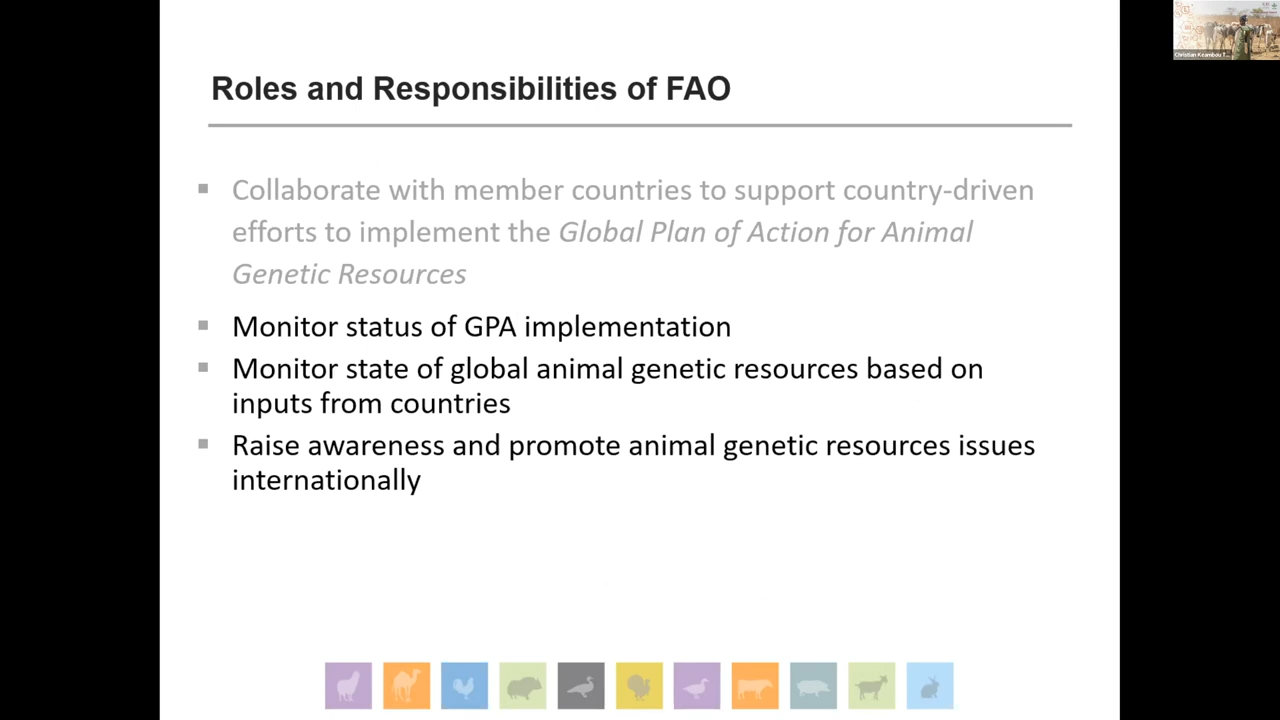 Roles and Responsibilities of FAO
Collaborate with member countries to support country-driven
efforts to implement the Global Plan of Action for Animal
Genetic Resources
Monitor status of GPA implementation
Monitor state of global animal genetic resources based on
inputs from countries
Raise awareness and promote animal genetic resources issues
internationally